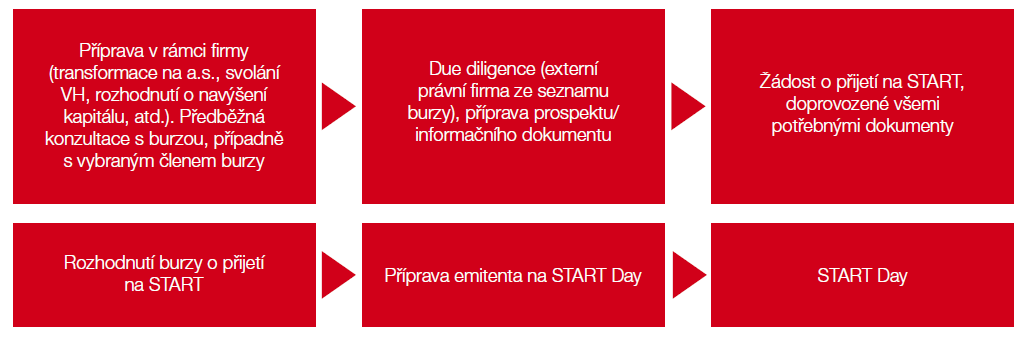 Příprava v rámci firmy
(transformace na a.s., svolání
VH, rozhodnutí o navýšení
kapitálu, atd.). Předběžná
konzultace s burzou, případně
s vybraným členem burzy
Due diligence (externí
právní firma ze seznamu
burzy), příprava prospektu/
informačního dokumentu
Žádost o přijetí na START,
doprovozené všemi
potřebnými dokumenty
Rozhodnutí burzy o přijetí
na START
Příprava emitenta na START Day
START Day